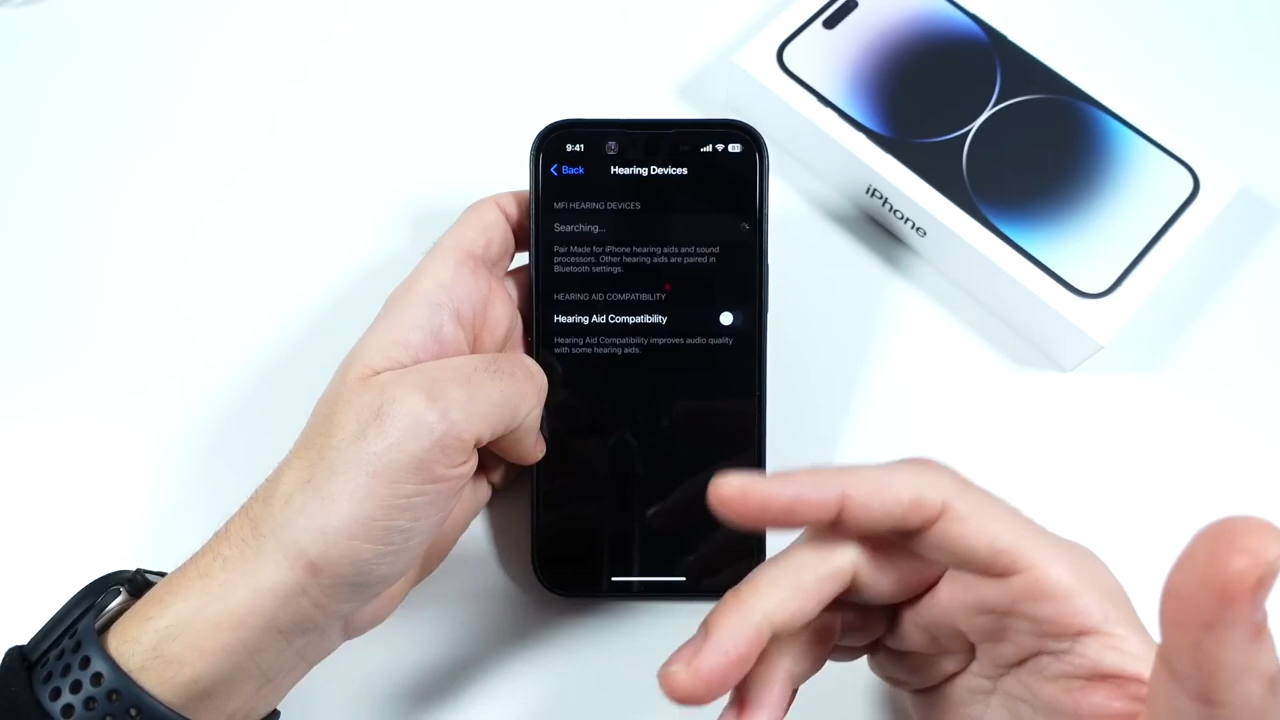 9:41
81
Back
Hearing Devices
MFI HEARING DEVICES
Searching...
Pair Made for iPhone hearing aids and sound
processors. Other hearing aids are paired in
Bluetooth settings.
HEARING AID COMPATIBILITY
Hearing Aid Compatibility
Hearing Aid Compatibility improves audio quality
with some hearing aids.
iPhone